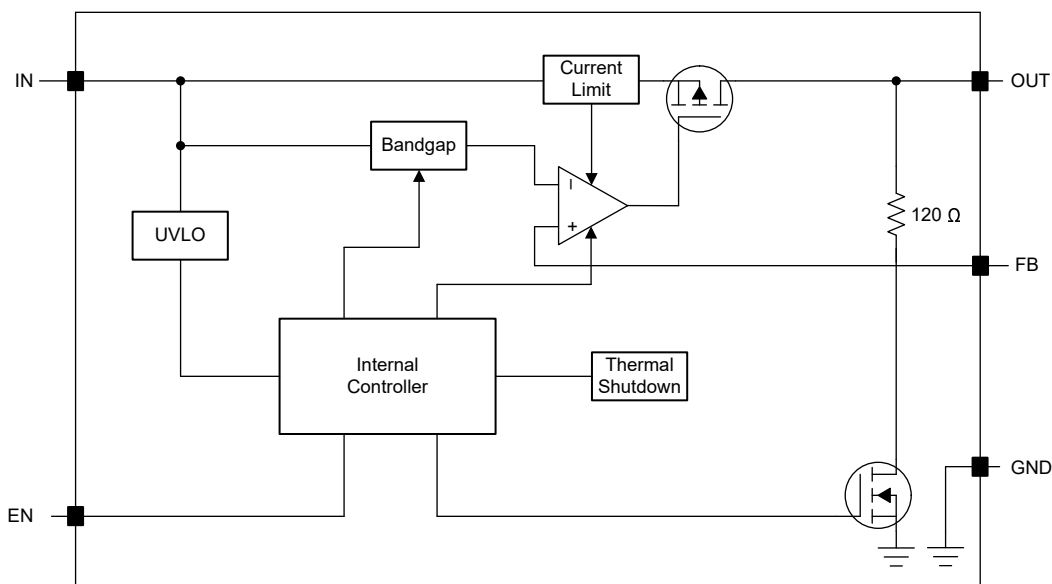 IN
Current
Limit
OUT
Bandgap
–
+
UVLO
120 Ω
FB
Internal
Controller
Thermal
Shutdown
GND
EN